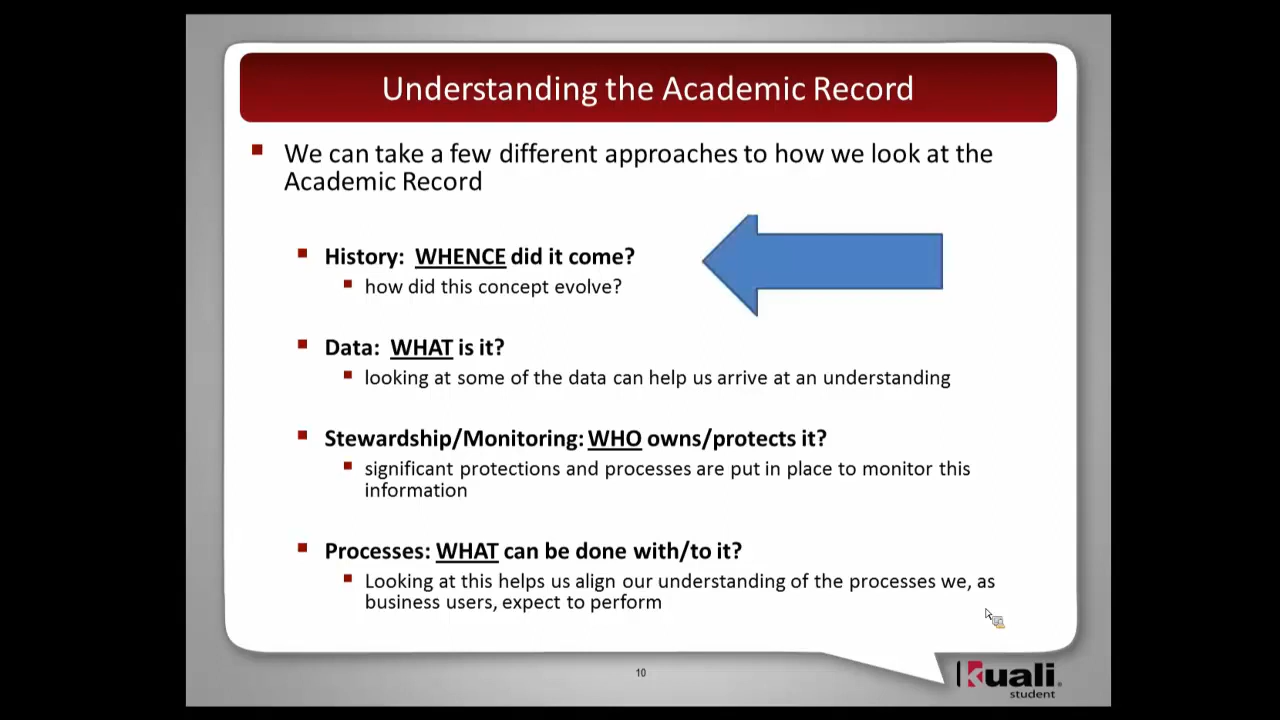 Understanding the Academic Record
We can take a few different approaches to how we look at the
Academic Record
History: WHENCE did it come?
how did this concept evolve?
Data: WHAT is it?
looking at some of the data can help us arrive at an understanding
Stewardship/Monitoring: WHO owns/protects it?
significant protections and processes are put in place to monitor this
information
Processes: WHAT can be done with/to it?
Looking at this helps us align our understanding of the processes we, as
business users, expect to perform
10
kuali
student